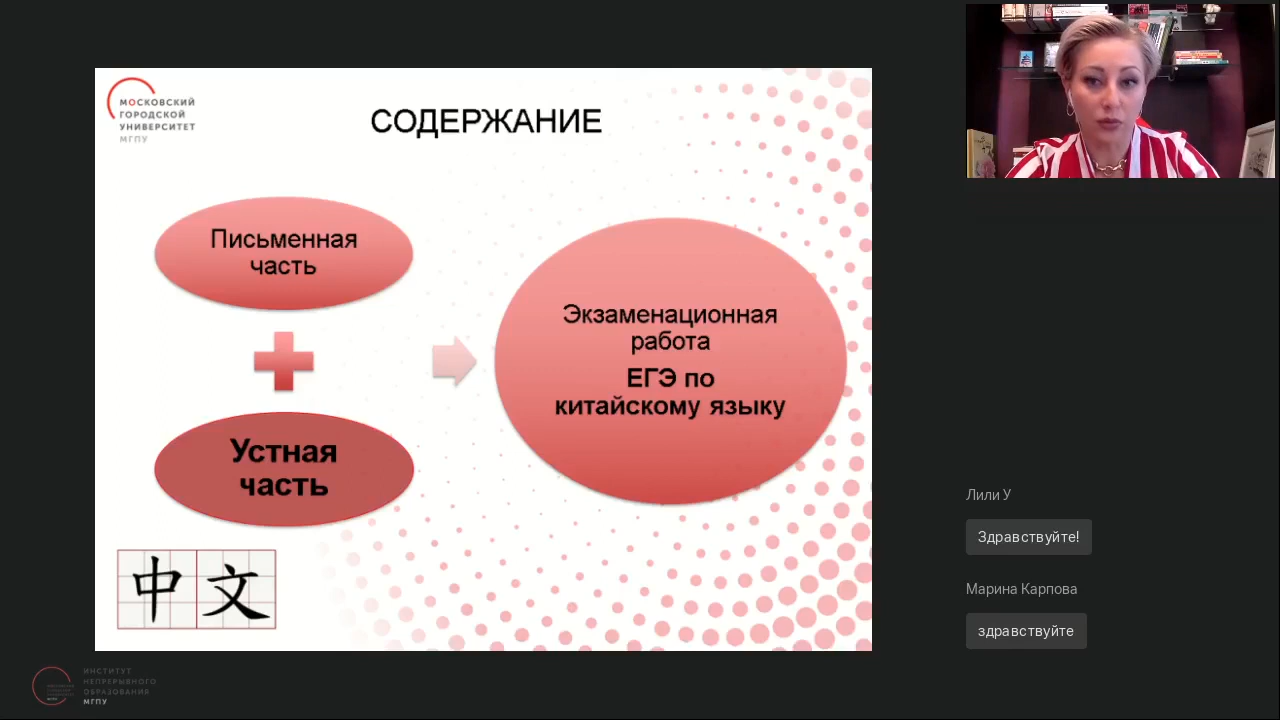 МОСКОВСКИЙ
ГОРОДСКОЙ
УНИВЕРСИТЕТ
МГПУ
СОДЕРЖАНИЕ
Письменная
часть
Устная
часть
Экзаменационная
работа
ЕГЭ по
китайскому языку
中文
ИНСТИТУТ
НЕПРЕРЫВНОГО
ОБРАЗОВАНИЯ
МГПУ
Лили У
Здравствуйте!
Марина Карпова
здравствуйте